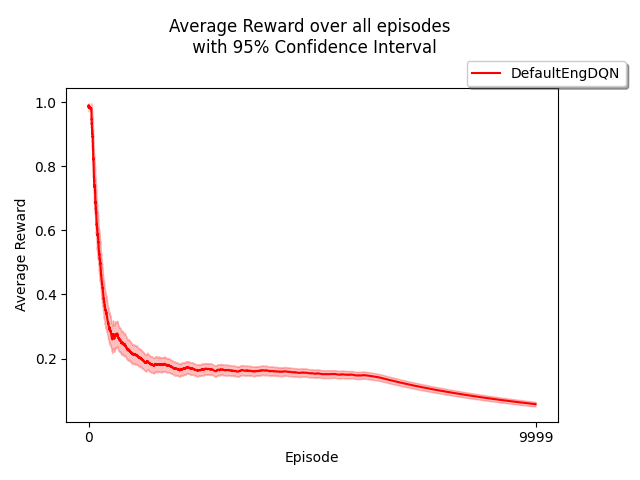 Average Reward over all episodes
with 95% Confidence Interval
DefaultEngDQN
1.0
0.8
0.6
0.4
0.2
Average Reward
0
9999
Episode